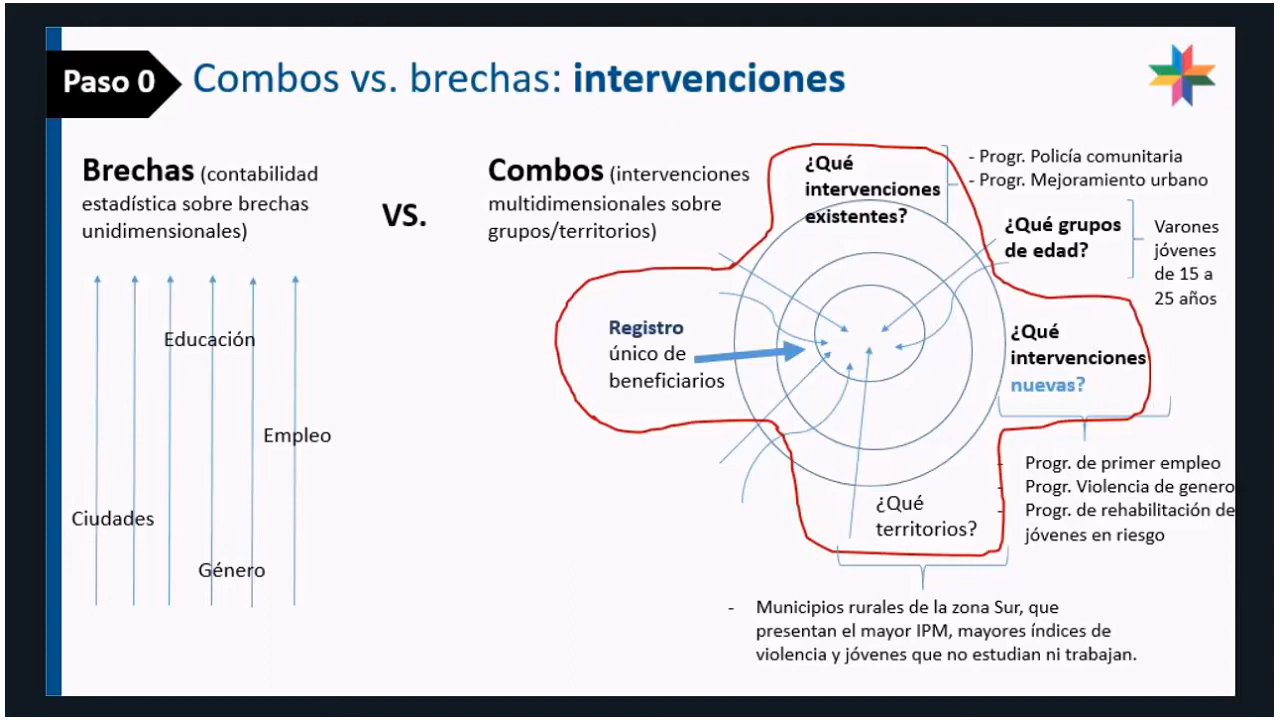 Paso 0
Combos vs. brechas: intervenciones
Brechas (contabilidad
estadística sobre brechas
unidimensionales)
VS.
Combos (intervenciones
multidimensionales sobre
grupos/territorios)
Educación
Empleo
Ciudades
Género
¿Qué
intervenciones
existentes?
- Progr. Policía comunitaria
- Progr. Mejoramiento urbano
¿Qué grupos
de edad?
Varones
jóvenes
de 15 a
25 años
Registro
único de
beneficiarios
¿Qué
intervenciones
nuevas?
- Progr. de primer empleo
- Progr. Violencia de genero
- Progr. de rehabilitación de
jóvenes en riesgo
¿Qué
territorios?
- Municipios rurales de la zona Sur, que
presentan el mayor IPM, mayores índices de
violencia y jóvenes que no estudian ni trabajan.